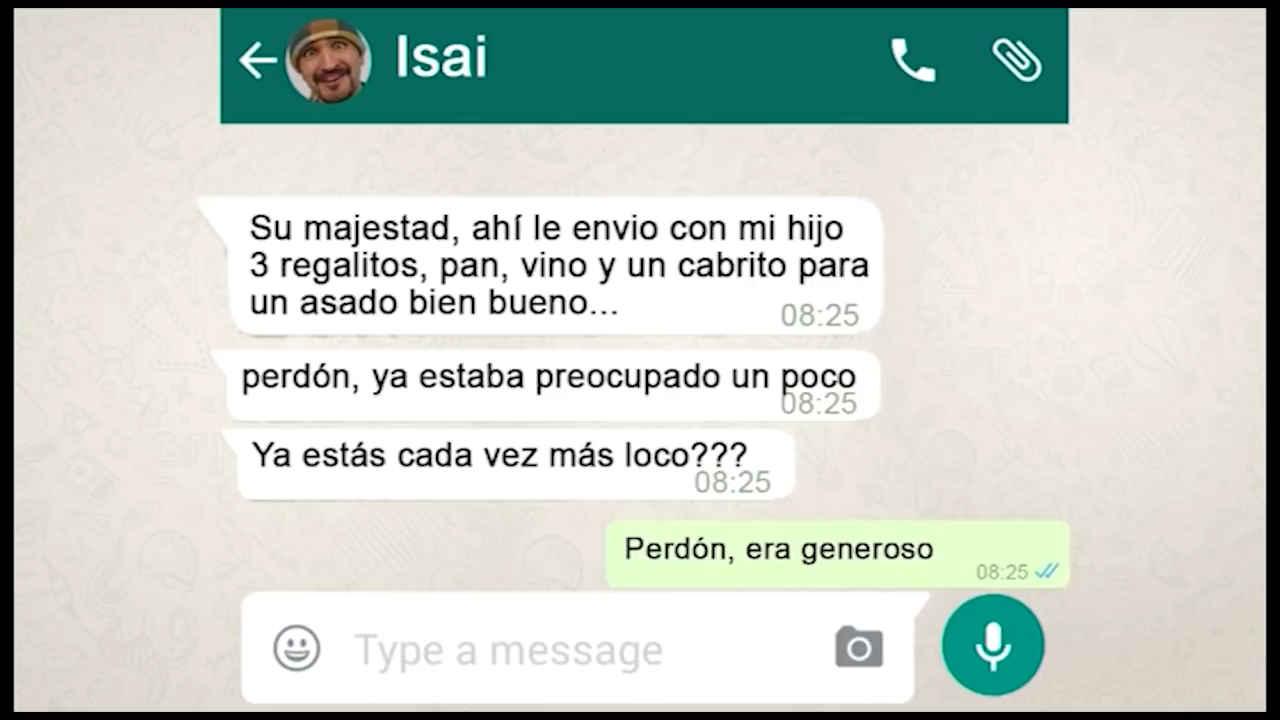 Isai
Su majestad, ahí le envio con mi hijo
3 regalitos, pan, vino y un cabrito para
un asado bien bueno...
08:25
perdón, ya estaba preocupado un poco
08:25
Ya estás cada vez más loco???
08:25
Perdón, era generoso
08:25
Type a message